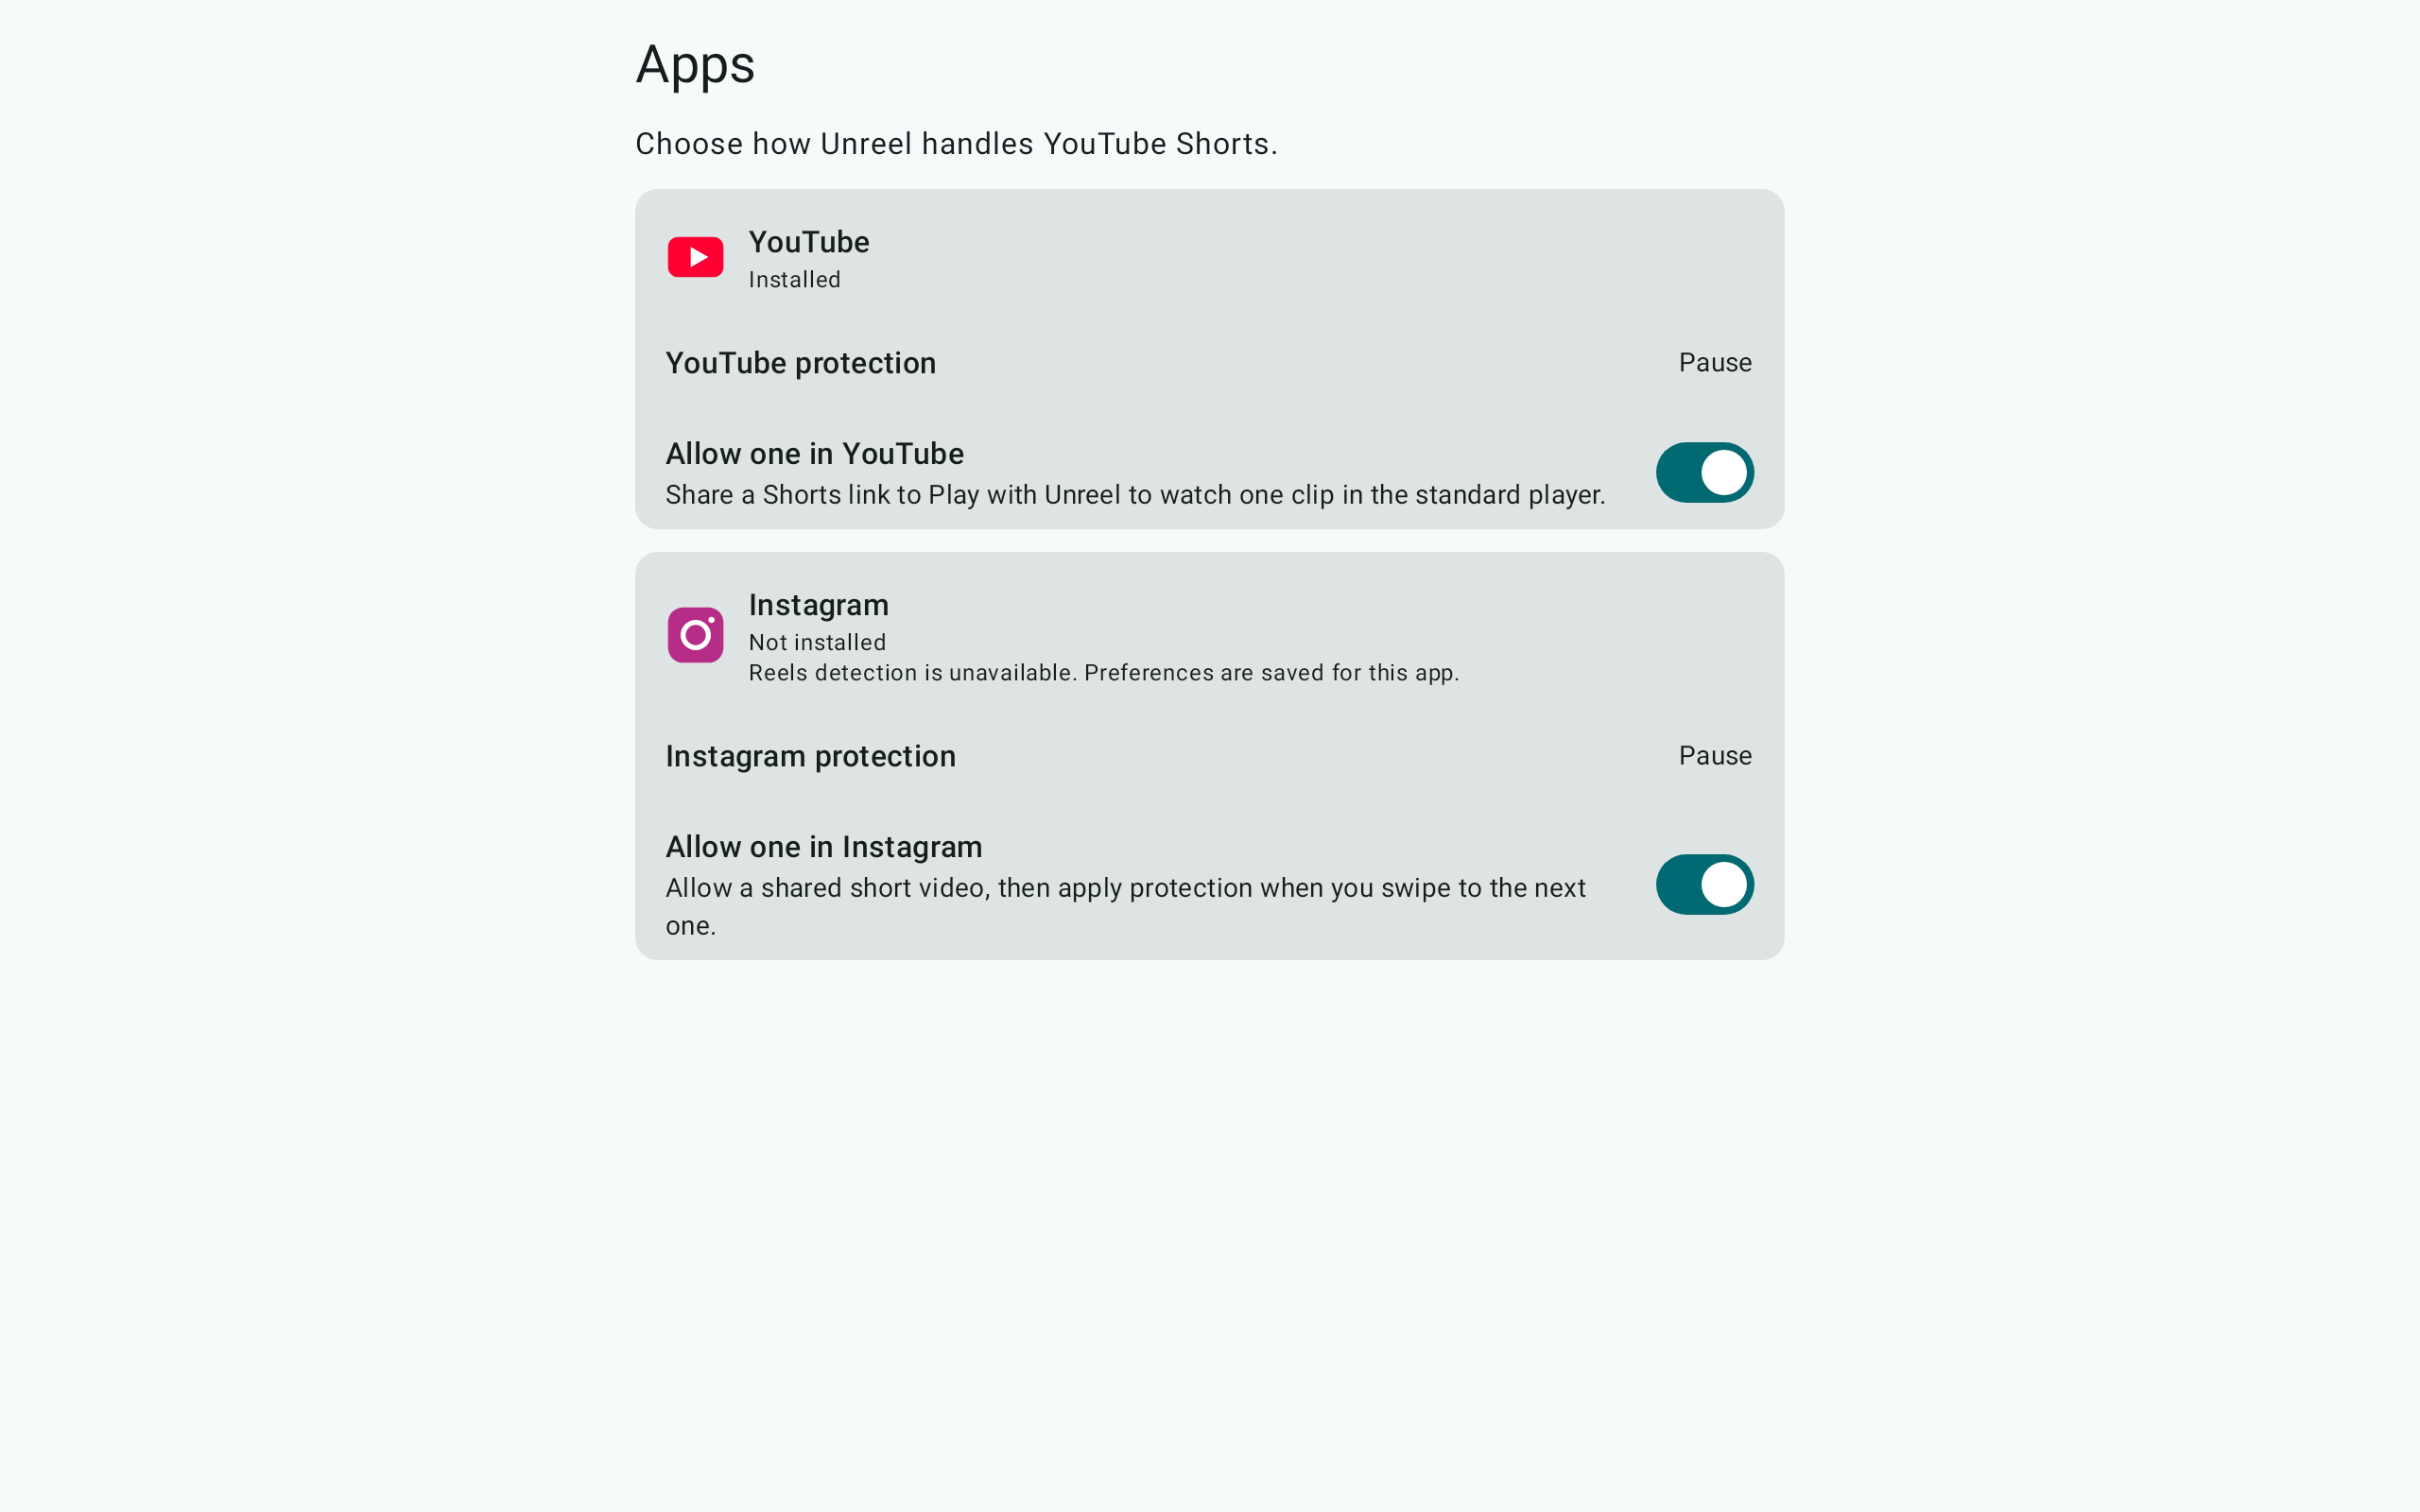 Apps
Choose how Unreel handles YouTube Shorts.
YouTube
Installed
YouTube protection
Pause
Allow one in YouTube
Share a Shorts link to Play with Unreel to watch one clip in the standard player.
Instagram
Not installed
Reels detection is unavailable. Preferences are saved for this app.
Instagram protection
Pause
Allow one in Instagram
Allow a shared short video, then apply protection when you swipe to the next
one.